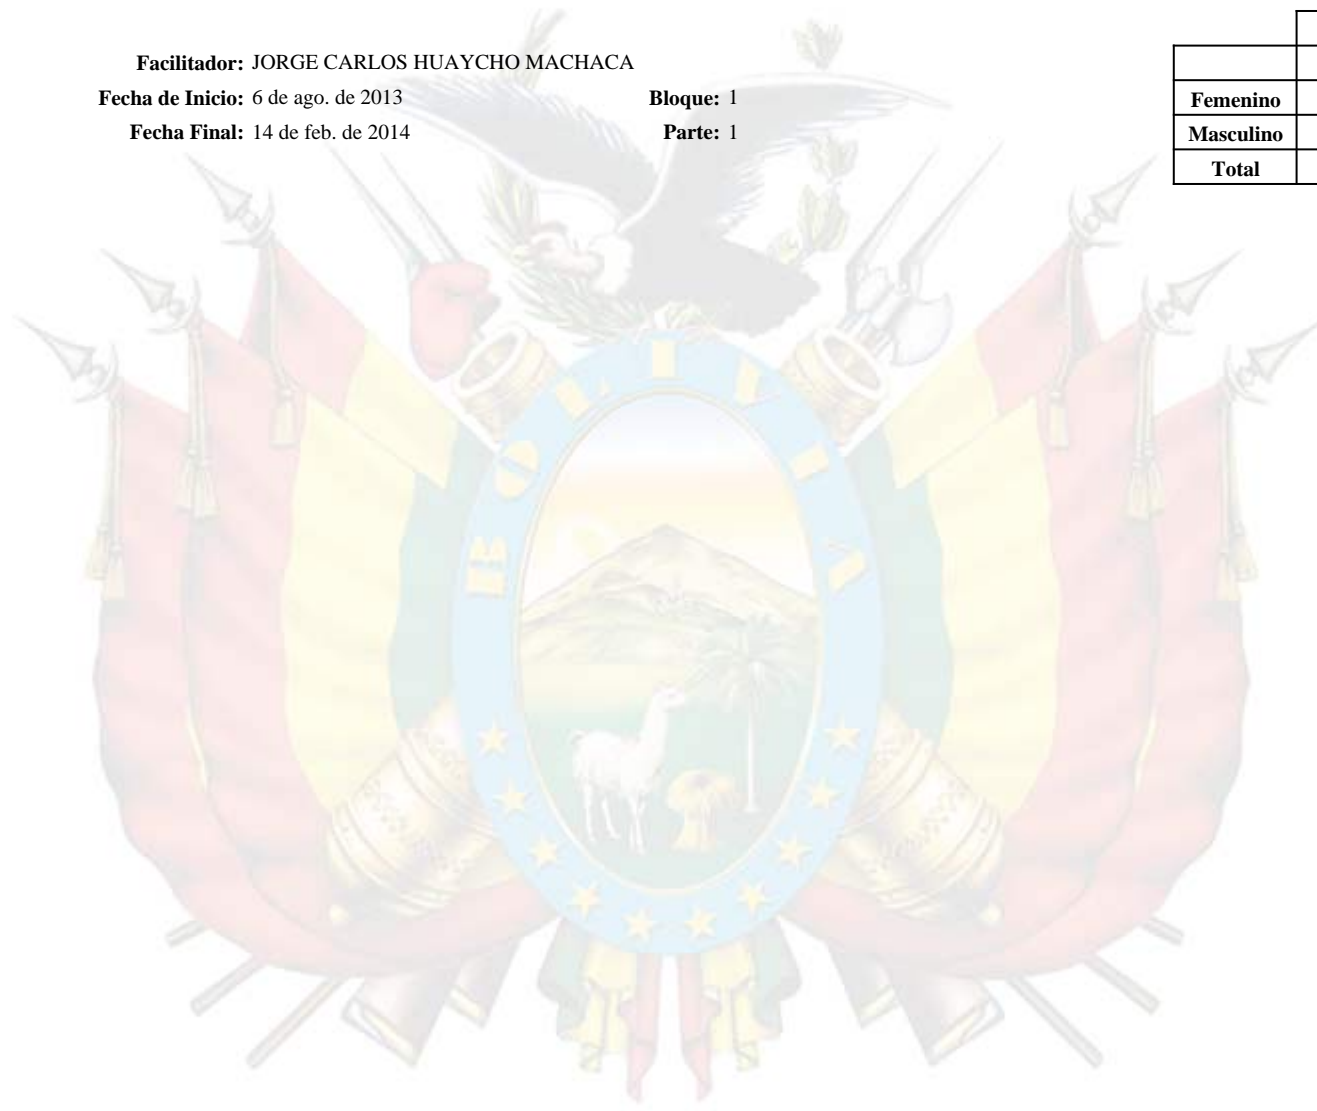 Facilitador: JORGE CARLOS HUAYCHO MACHACA
Fecha de Inicio: 6 de ago. de 2013 Bloque: 1
Fecha Final: 14 de feb. de 2014 Parte: 1
Femenino
Masculino
Total
BOLIVIA